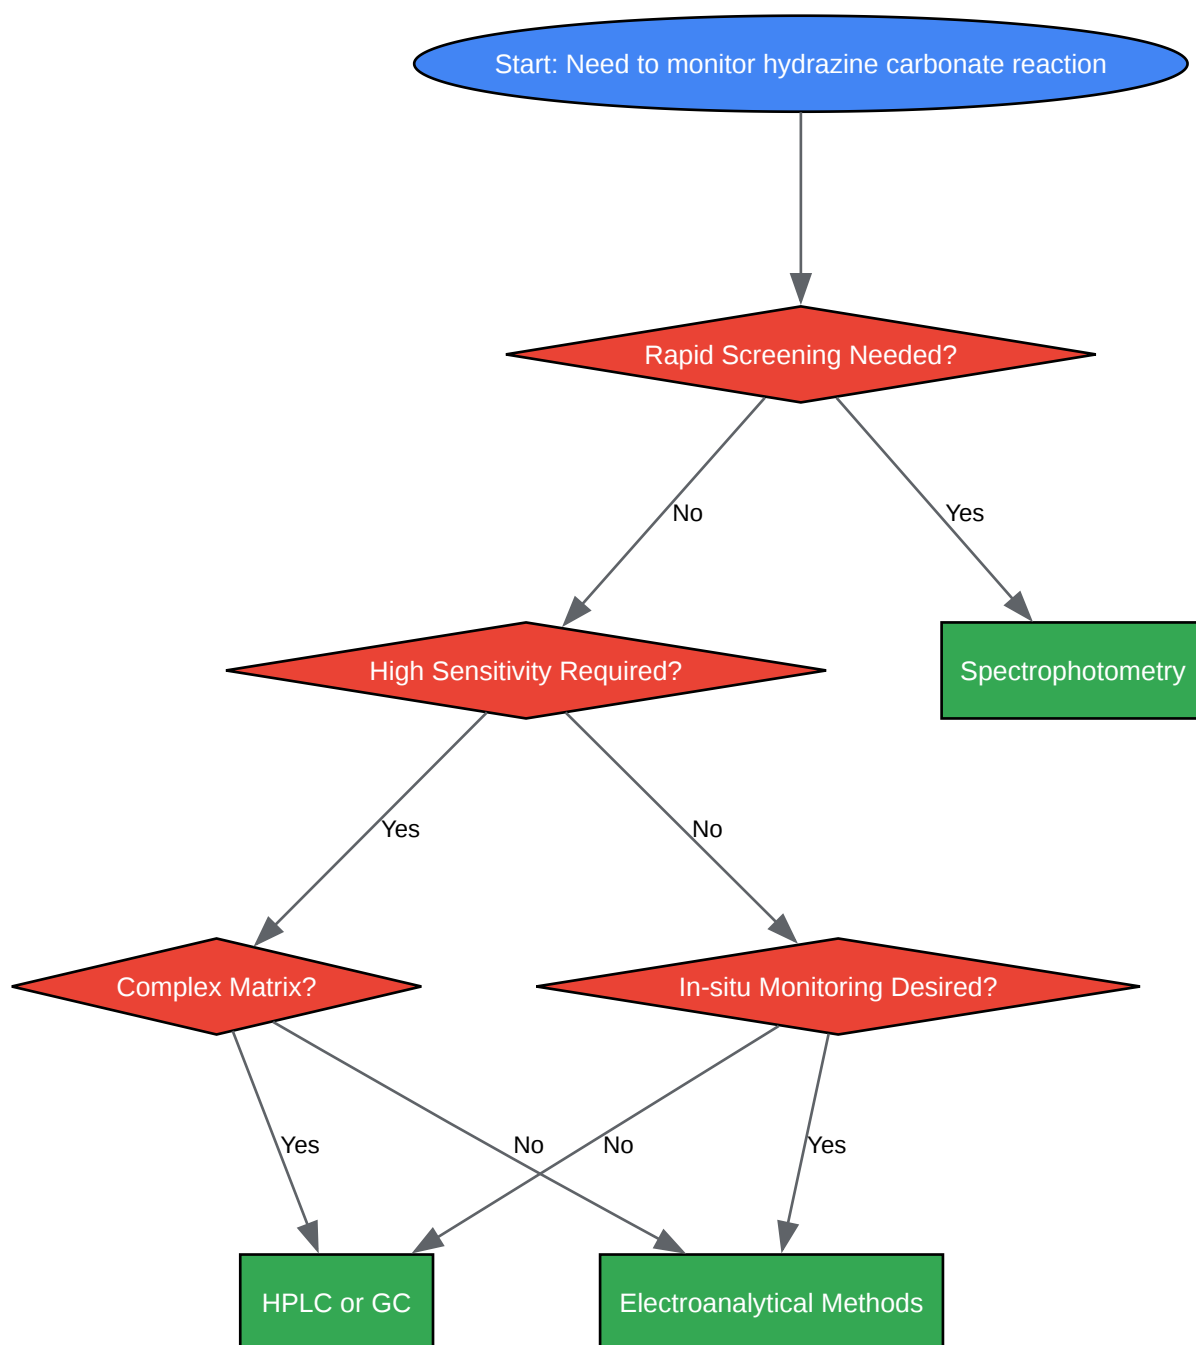 Start: Need to monitor hydrazine carbonate reaction
Rapid Screening Needed?
No
Yes
High Sensitivity Required?
Spectrophotometry
Yes
No
Complex Matrix?
In-situ Monitoring Desired?
Yes
No
No
Yes
HPLC or GC
Electroanalytical Methods